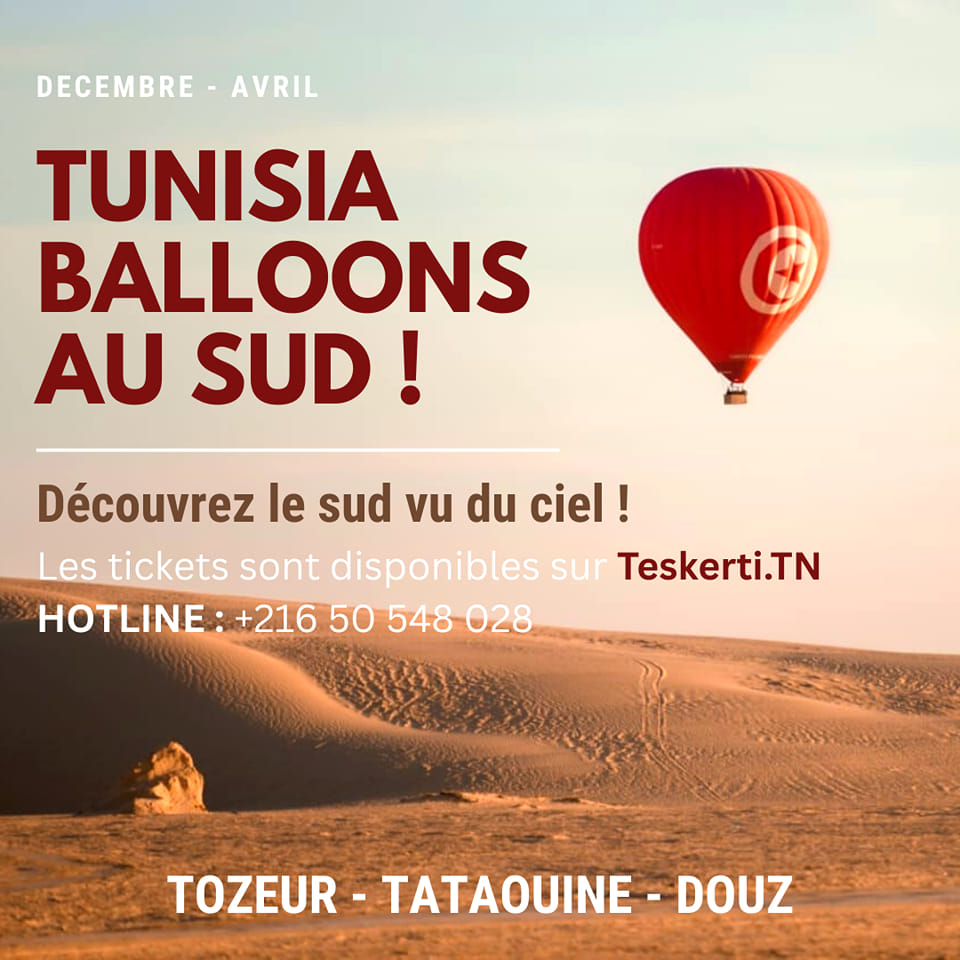 DECEMBRE - AVRIL
TUNISIA
BALLOONS
AU SUD !
Découvrez le sud vu du ciel !
Les tickets sont disponibles sur Teskerti.TN
HOTLINE : +216 50 548 028
TOZEUR - TATAOUINE - DOUZ